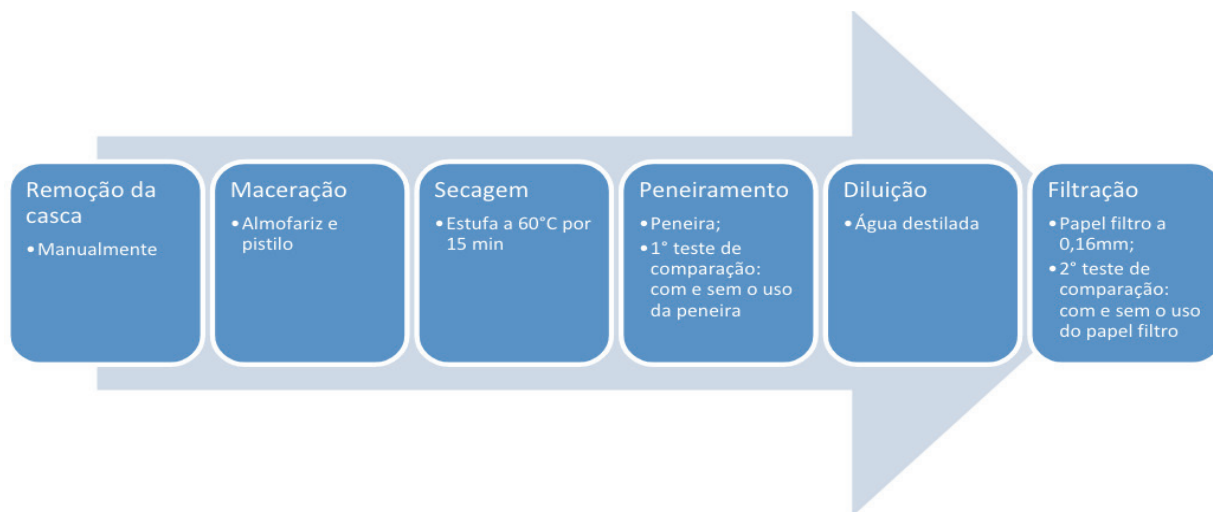 Remoção da
casca
•Manualmente
Maceração
•Almofariz e
pistilo
Secagem
•Estufa a 60°C por
15 min
Peneiramento
•Peneira;
•1° teste de
comparação:
com e sem o uso
da peneira
Diluição
•Água destilada
Filtração
•Papel filtro a
0,16mm;
•2° teste de
comparação:
com e sem o uso
do papel filtro